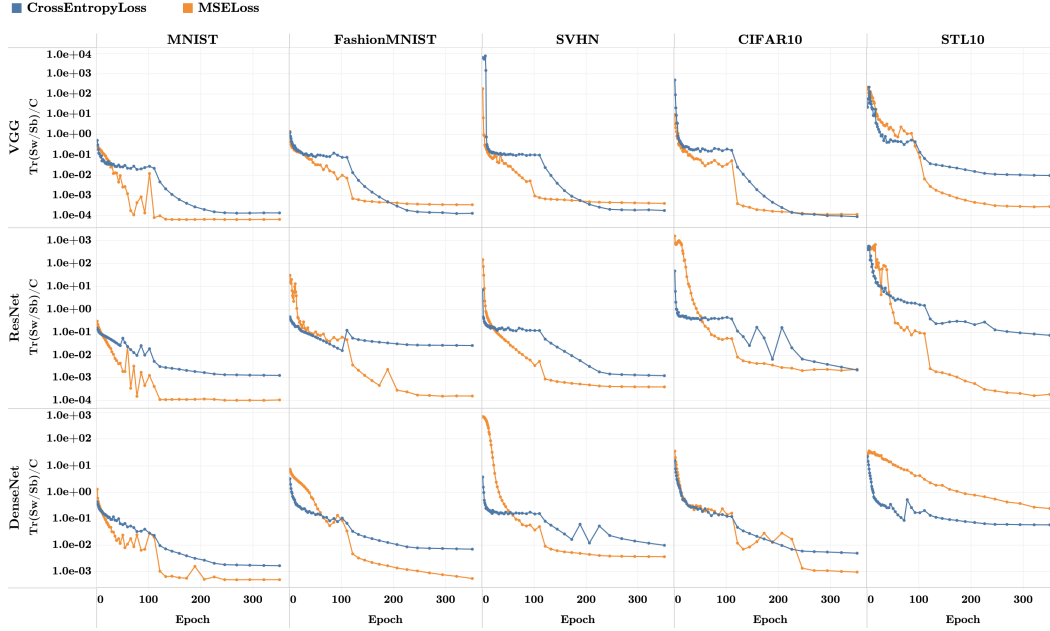 CrossEntropyLoss MSELoss
MNIST FashionMNIST SVHN CIFAR10 STL10
VGG
Tr(Sw/Sb)/C
1.0e+04
1.0e+03
1.0e+02
1.0e+01
1.0e+00
1.0e-01
1.0e-02
1.0e-03
1.0e-04
ResNet
Tr(Sw/Sb)/C
1.0e+03
1.0e+02
1.0e+01
1.0e+00
1.0e-01
1.0e-02
1.0e-03
1.0e-04
DenseNet
Tr(Sw/Sb)/C
1.0e+03
1.0e+02
1.0e+01
1.0e+00
1.0e-01
1.0e-02
1.0e-03
0 100 200 300 0 100 200 300 0 100 200 300 0 100 200 300 0 100 200 300
Epoch Epoch Epoch Epoch Epoch